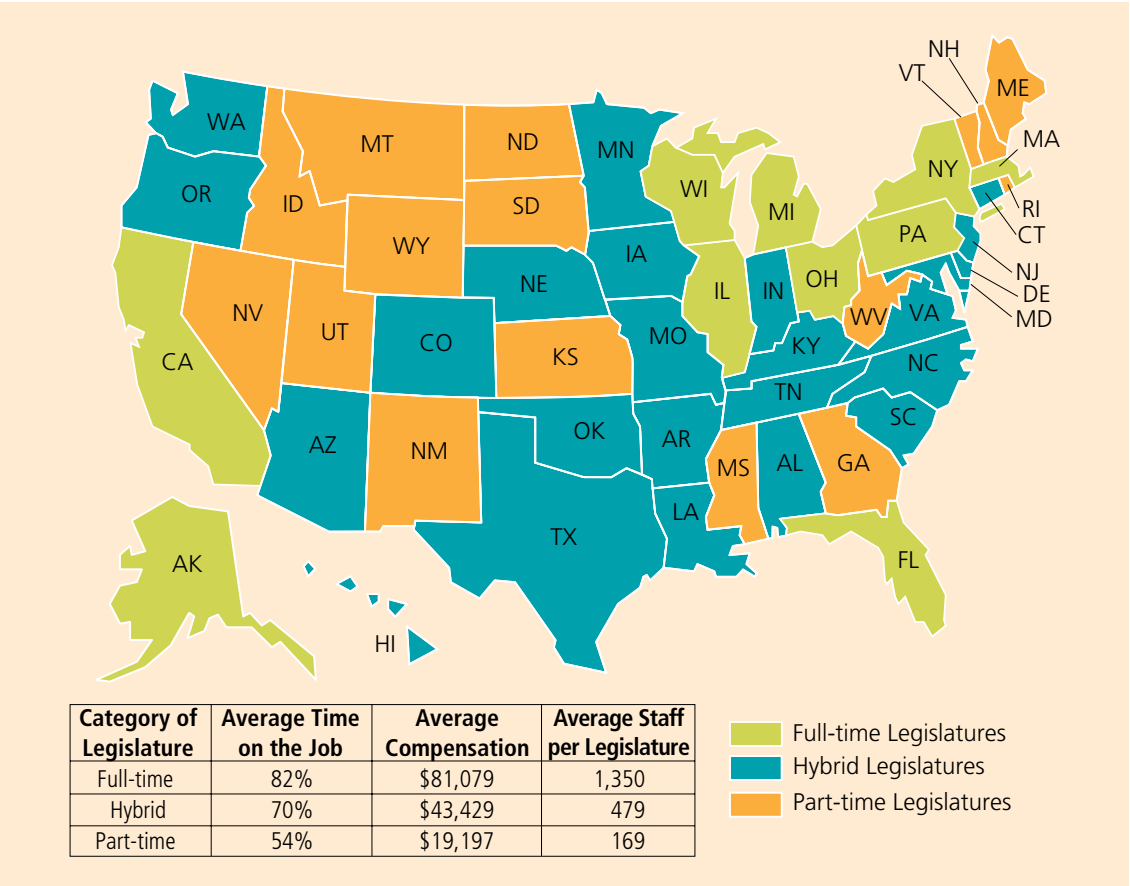 NH
VT
ME
WA
MT
ND
MN
MA
OR
ID
SD
WI
MI
NY
WY
RI
CT
IA
PA
NE
NV
UT
CO
IL
IN
OH
NJ
DE
MD
WV
VA
CA
KS
MO
KY
NC
TN
AZ
NM
OK
AR
SC
MS
AL
GA
LA
TX
FL
AK
HI
Category of Legislature Average Time on the Job Average Compensation Average Staff per Legislature
Full-time 82% $81,079 1,350
Hybrid 70% $43,429 479
Part-time 54% $19,197 169
Full-time Legislatures
Hybrid Legislatures
Part-time Legislatures